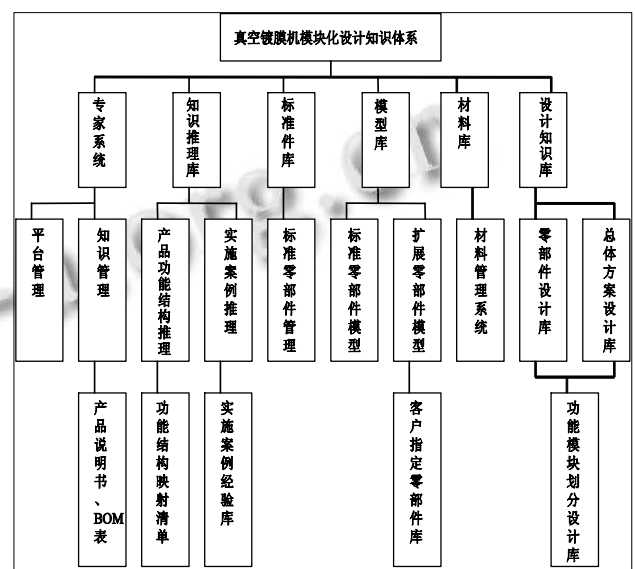 真空镀膜机模块化设计知识体系
专家系统
知识推理库
标准件库
模型库
材料库
设计知识库
平台管理
知识管理
产品功能结构推理
实施案例推理
标准零部件管理
标准零部件模型
扩展零部件模型
材料管理系统
零部件设计库
总体方案设计库
产品说明书、BOM表
功能结构映射清单
实施案例经验库
客户指定零部件库
功能模块划分设计库